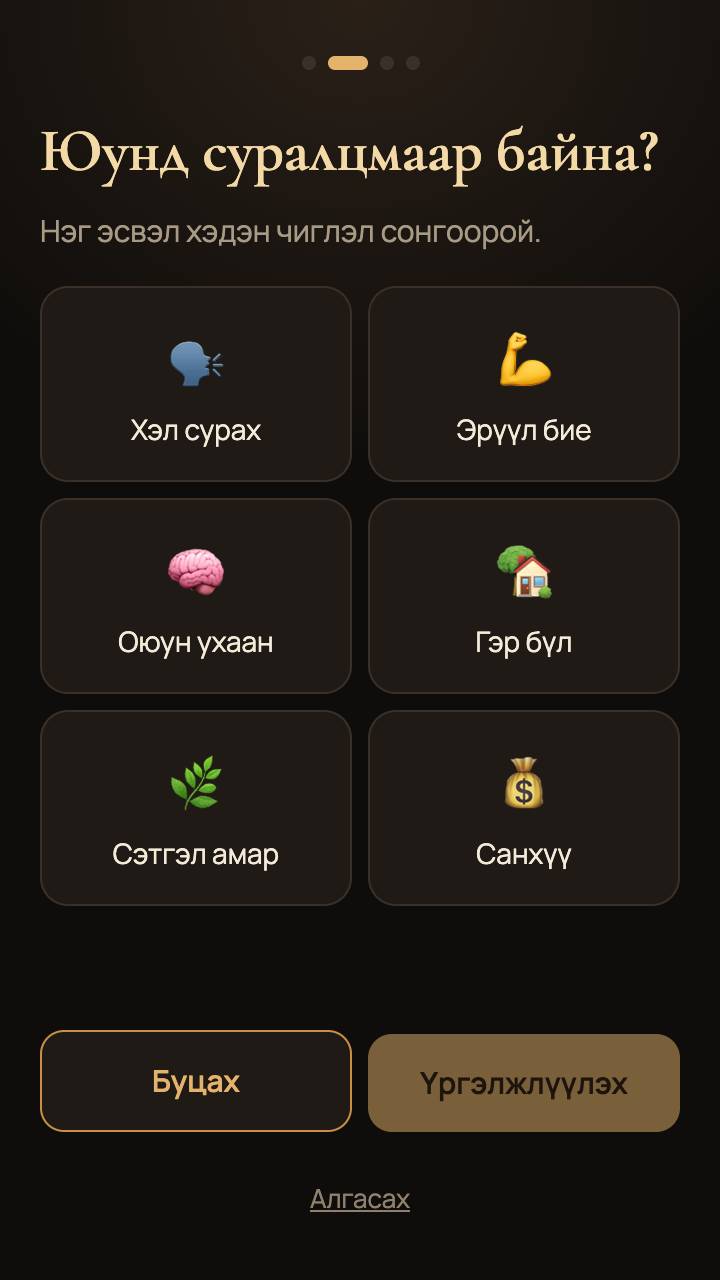 Юунд суралцмаар байна?
Нэг эсвэл хэдэн чиглэл сонгоорой.
Хэл сурах
Эрүүл бие
Оюун ухаан
Гэр бүл
Сэтгэл амар
Санхүү
Буцах
Үргэлжлүүлэх
Алгасах